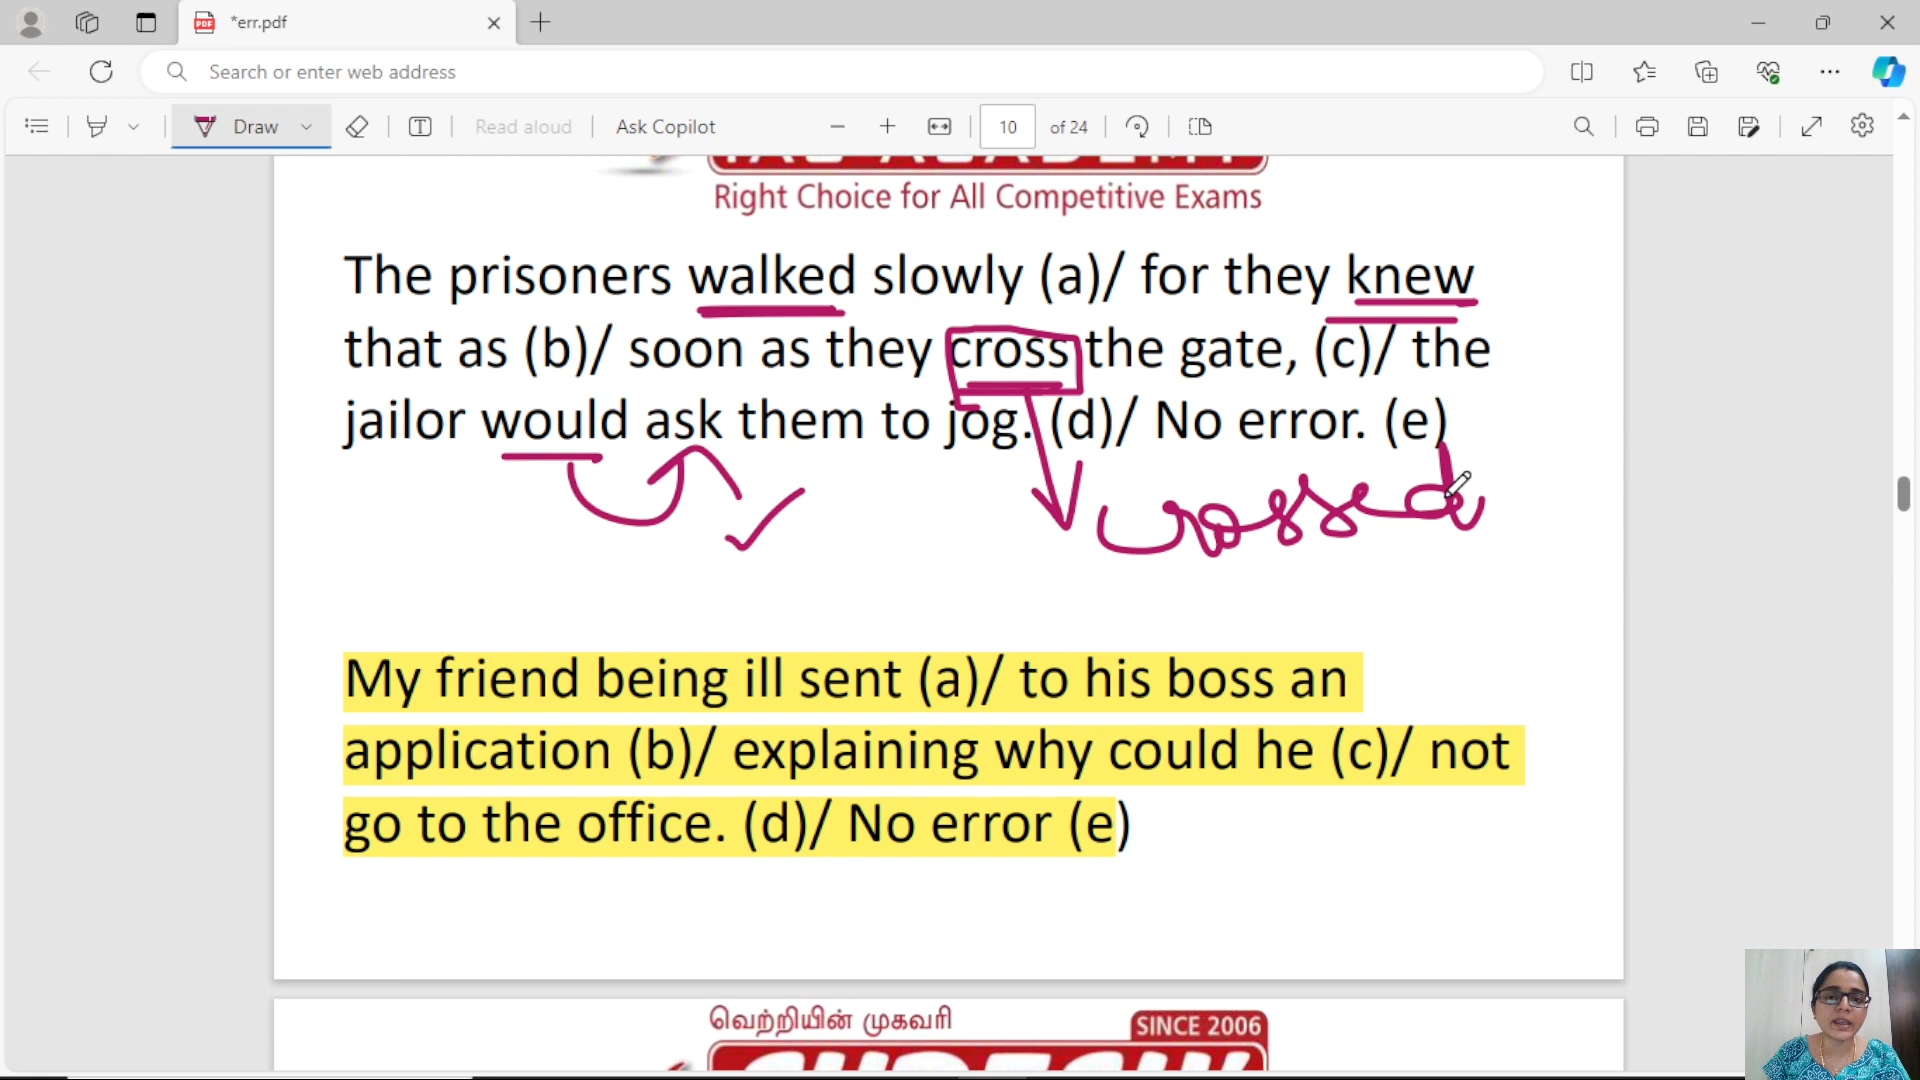 *err.pdf
Search or enter web address
Draw
Read aloud
Ask Copilot
10 of 24
Right Choice for All Competitive Exams
The prisoners walked slowly (a)/ for they knew
that as (b)/ soon as they cross the gate, (c)/ the
jailor would ask them to jog. (d)/ No error. (e)
crossed
My friend being ill sent (a)/ to his boss an
application (b)/ explaining why could he (c)/ not
go to the office. (d)/ No error (e)
வெற்றியின் முகவரி
SINCE 2006